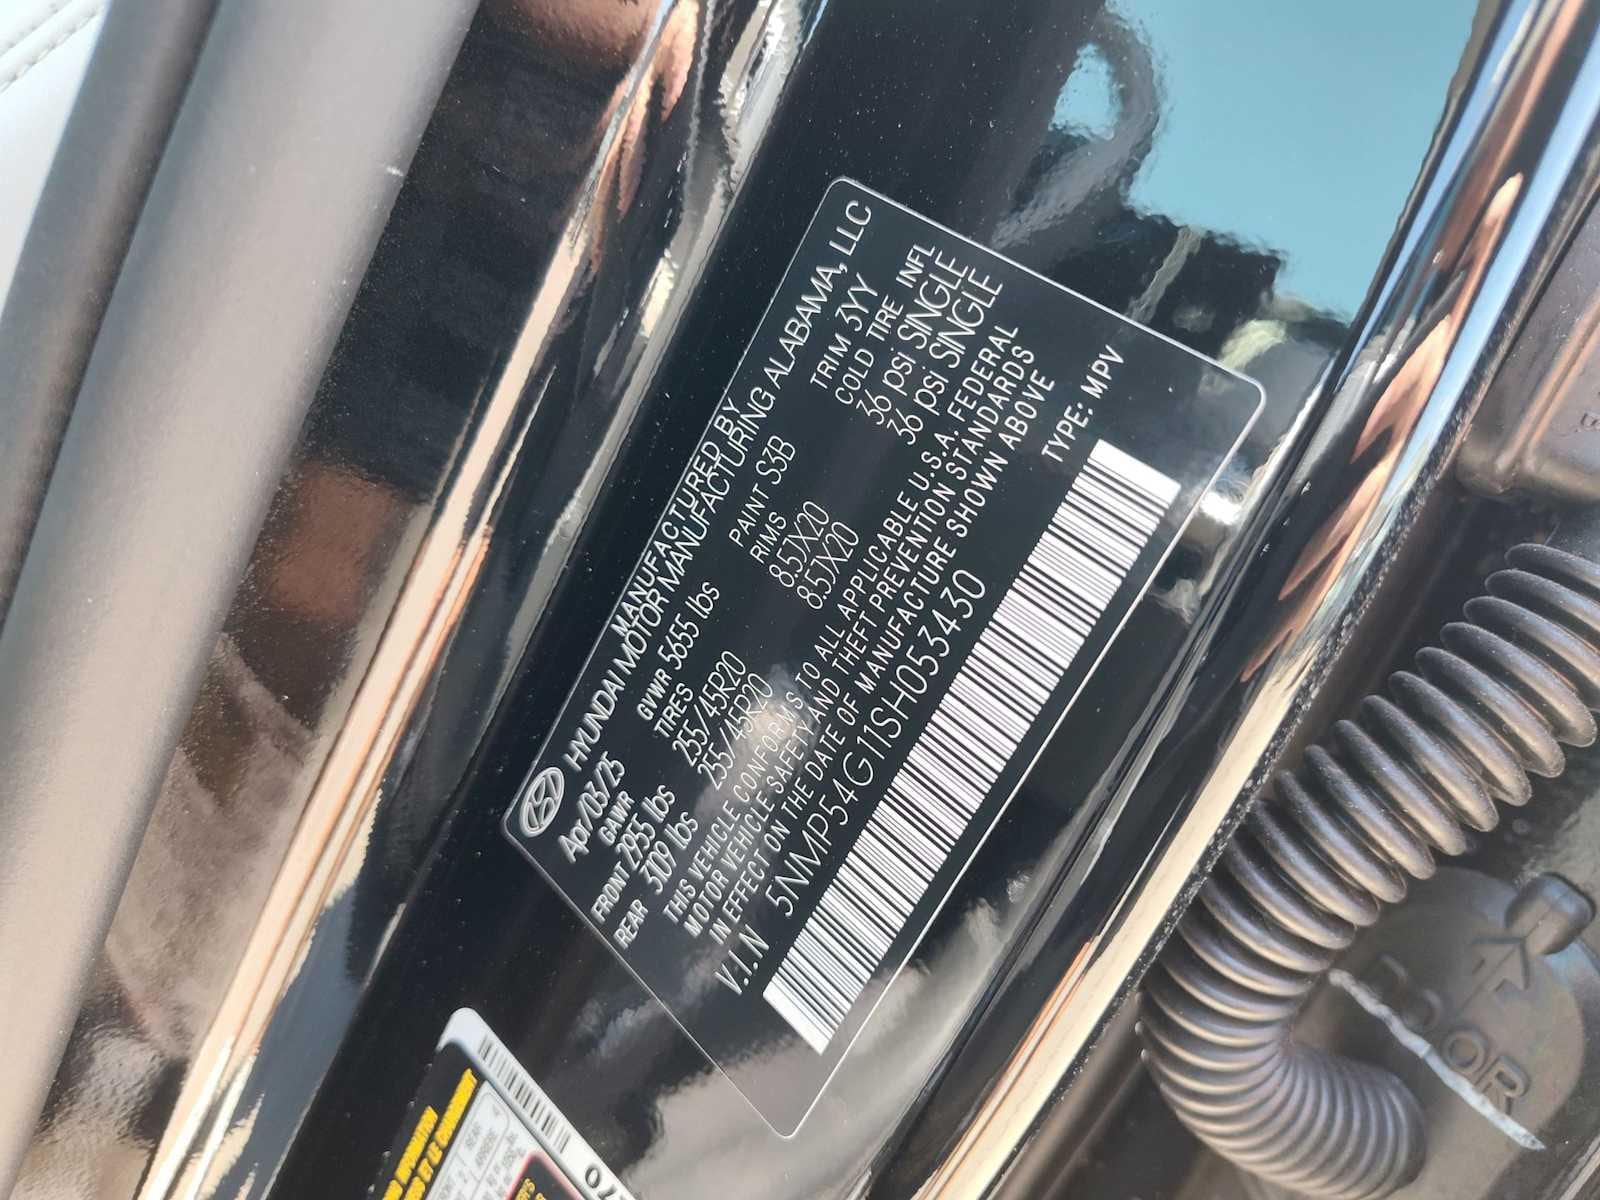 MANUFACTURED BY
HYUNDAI MOTOR MANUFACTURING ALABAMA, LLC
Apr/03/25 GVWR 5655 lbs PAINT S3B TRIM 3YY
GAWR TIRES RIMS COLD TIRE INFL
FRONT 2955 lbs 255/45R20 8.5JX20 36 psi SINGLE
REAR 3109 lbs 255/45R20 8.5JX20 36 psi SINGLE
THIS VEHICLE CONFORMS TO ALL APPLICABLE U.S.A. FEDERAL
MOTOR VEHICLE SAFETY AND THEFT PREVENTION STANDARDS
IN EFFECT ON THE DATE OF MANUFACTURE SHOWN ABOVE
V.I.N 5NMP54G11SH053430 TYPE: MPV
INFORMATION
DOOR